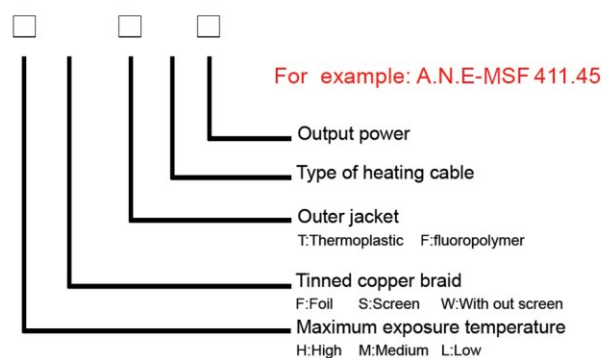 For example: A.N.E-MSF 411.45
Output power
Type of heating cable
Outer jacket
T:Thermoplastic F:fluoropolymer
Tinned copper braid
F:Foil S:Screen W:With out screen
Maximum exposure temperature
H:High M:Medium L:Low